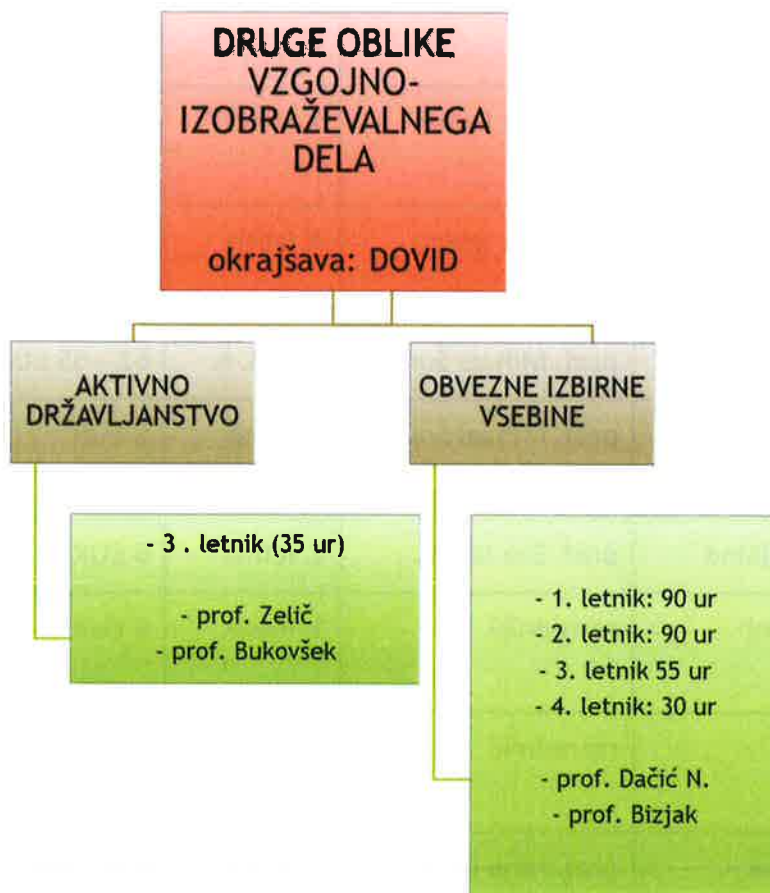 DRUGE OBLIKE
VZGOJNO-
IZOBRAŽEVALNEGA
DELA
okrajšava: DOVID
AKTIVNO
DRŽAVLJANSTVO
OBVEZNE IZBIRNE
VSEBINE
- 3 . letnik (35 ur)
- prof. Zelič
- prof. Bukovšek
- 1. letnik: 90 ur
- 2. letnik: 90 ur
- 3. letnik 55 ur
- 4. letnik: 30 ur
- prof. Dačić N.
- prof. Bizjak